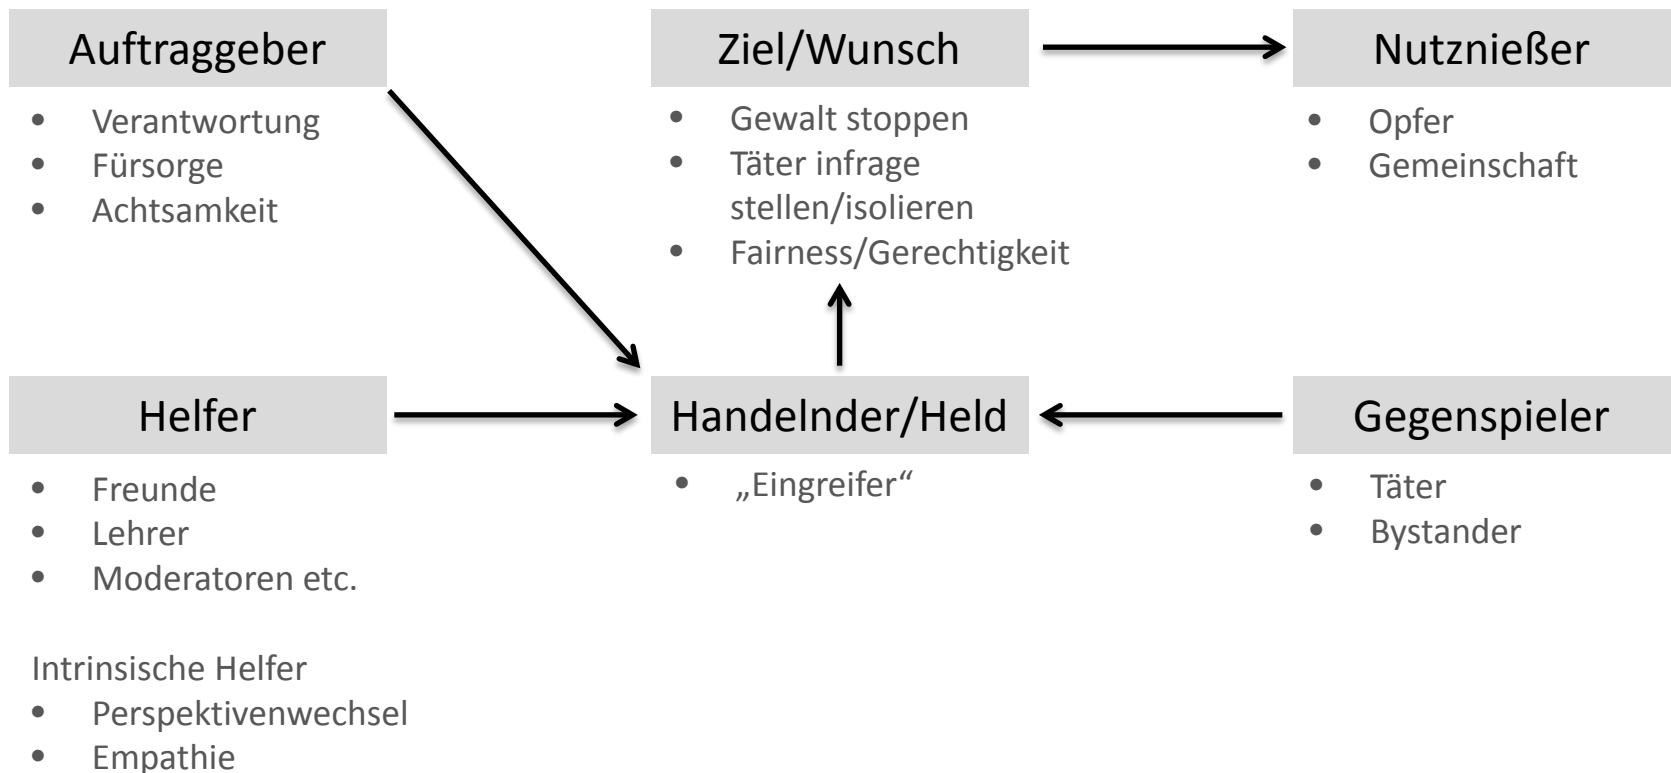 Auftraggeber
• Verantwortung
• Fürsorge
• Achtsamkeit
Ziel/Wunsch
• Gewalt stoppen
• Täter infrage
stellen/isolieren
• Fairness/Gerechtigkeit
Nutznießer
• Opfer
• Gemeinschaft
Helfer
• Freunde
• Lehrer
• Moderatoren etc.
Intrinsische Helfer
• Perspektivenwechsel
• Empathie
Handelnder/Held
• „Eingreifer“
Gegenspieler
• Täter
• Bystander